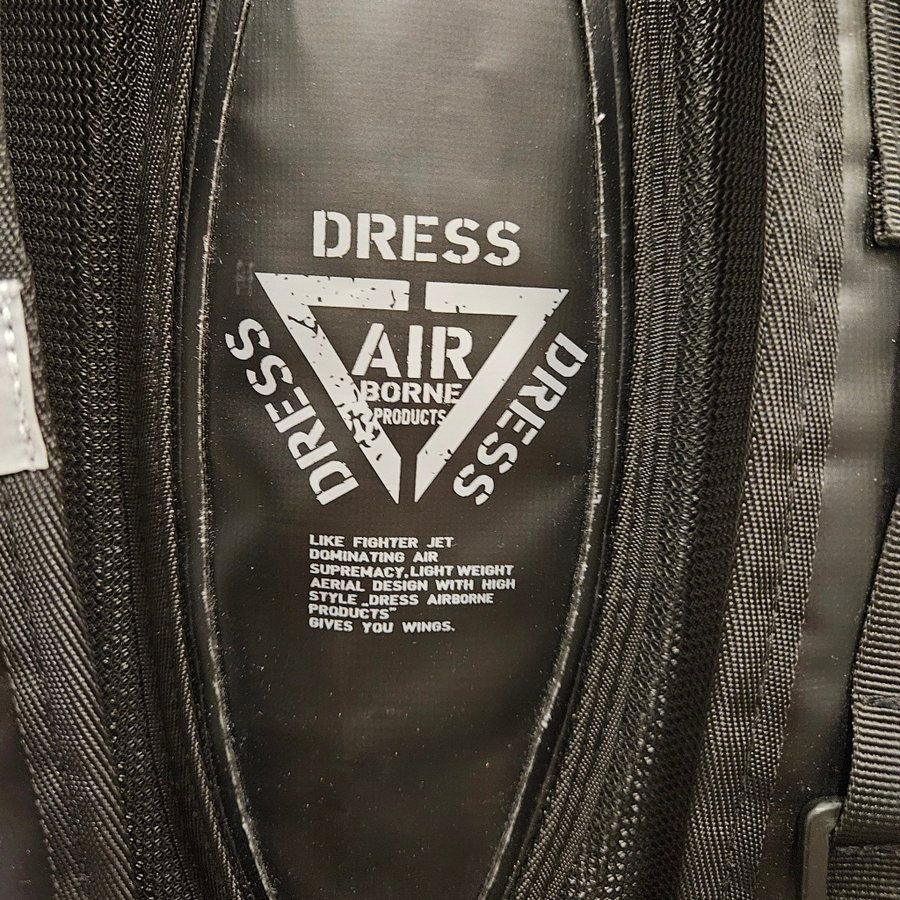 DRESS
DRESS
DRESS
AIR
BORNE
PRODUCTS
LIKE FIGHTER JET
DOMINATING AIR
SUPREMACY, LIGHT WEIGHT
AERIAL DESIGN WITH HIGH
STYLE „DRESS AIRBORNE
PRODUCTS"
GIVES YOU WINGS.